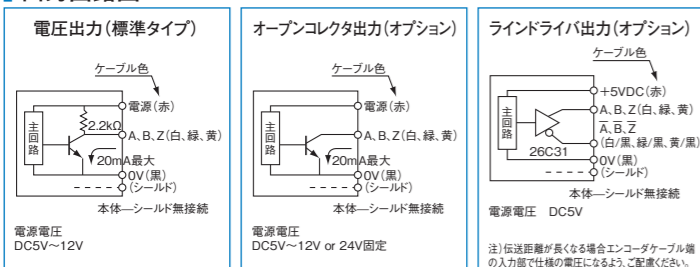 電圧出力(標準タイプ)
ケーブル色
電源(赤)
主回路
2.2kΩ
A、B、Z(白、緑、黄)
20mA最大
0V(黒)
(シールド)
本体―シールド無接続
電源電圧
DC5V～12V
オープンコレクタ出力(オプション)
ケーブル色
電源(赤)
主回路
A、B、Z(白、緑、黄)
20mA最大
0V(黒)
(シールド)
本体―シールド無接続
電源電圧
DC5V～12V or 24V固定
ラインドライバ出力(オプション)
ケーブル色
+5VDC(赤)
主回路
A、B、Z(白、緑、黄)
A̅、B̅、Z̅
(白/黒、緑/黒、黄/黒)
26C31
0V(黒)
(シールド)
本体―シールド無接続
電源電圧 DC5V
注)伝送距離が長くなる場合エンコーダケーブル端
の入力部で仕様の電圧になるよう、ご配慮ください。